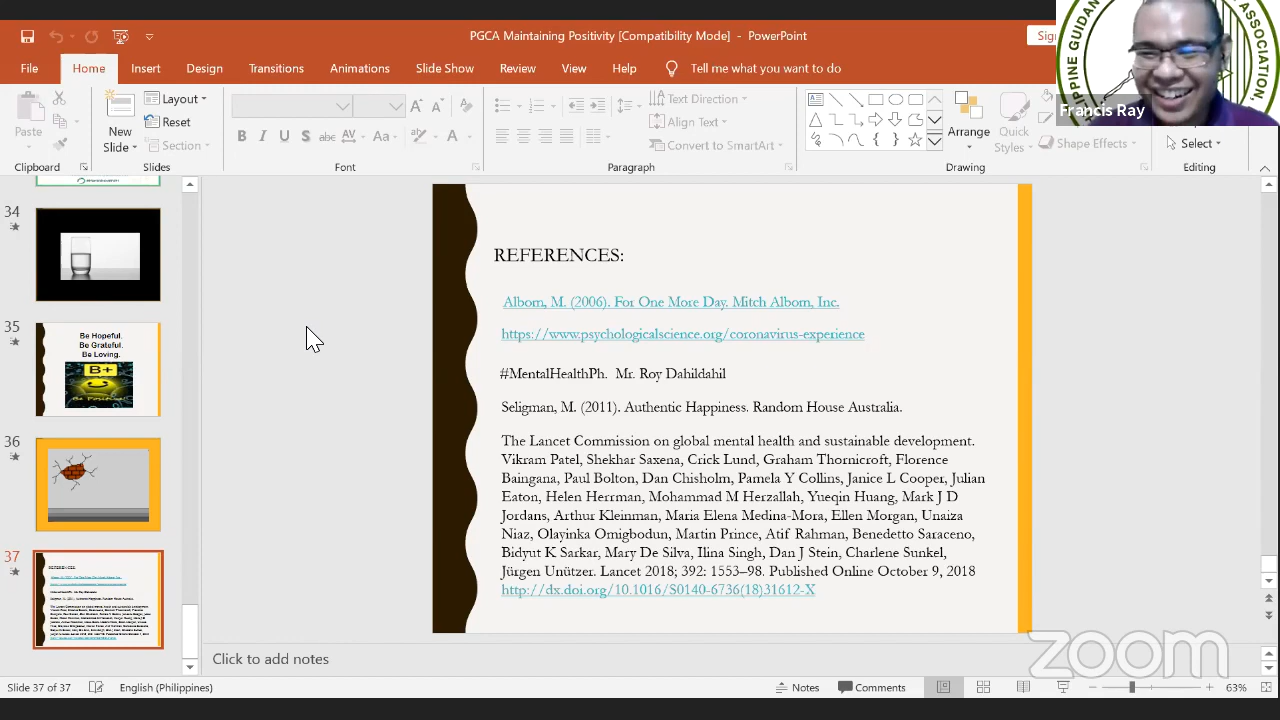 PGCA Maintaining Positivity [Compatibility Mode] - PowerPoint
File Home Insert Design Transitions Animations Slide Show Review View Help Tell me what you want to do
PINE GUIDAN
ASSOCIATION,
Francis Ray
Paste
New
Slide
Layout
Reset
Section
B I U S abc AV Aa A
Text Direction
Align Text
Convert to SmartArt
Arrange
Quick
Styles
Shape Effects
Select
Clipboard Slides Font Paragraph Drawing Editing
34
35
Be Hopeful.
Be Grateful.
Be Loving.
B+
Be Positive
36
37
REFERENCES:
Albom, M. (2006). For One More Day. Mitch Albom, Inc.
https://www.psychologicalscience.org/coronavirus-experience
#MentalHealthPh. Mr. Roy Dahildahil
Seligman, M. (2011). Authentic Happiness. Random House Australia.
The Lancet Commission on global mental health and sustainable development.
Vikram Patel, Shekhar Saxena, Crick Lund, Graham Thornicroft, Florence
Baingana, Paul Bolton, Dan Chisholm, Pamela Y Collins, Janice L Cooper, Julian
Eaton, Helen Herrman, Mohammad M Herzallah, Yueqin Huang, Mark J D
Jordans, Arthur Kleinman, Maria Elena Medina-Mora, Ellen Morgan, Unaiza
Niaz, Olayinka Omigbodun, Martin Prince, Atif Rahman, Benedetto Saraceno,
Bidyut K Sarkar, Mary De Silva, Ilina Singh, Dan J Stein, Charlene Sunkel,
Jürgen Unützer. Lancet 2018; 392: 1553–98. Published Online October 9, 2018
http://dx.doi.org/10.1016/S0140-6736(18)31612-X
Click to add notes
zoom
Slide 37 of 37 English (Philippines) Notes Comments 63%